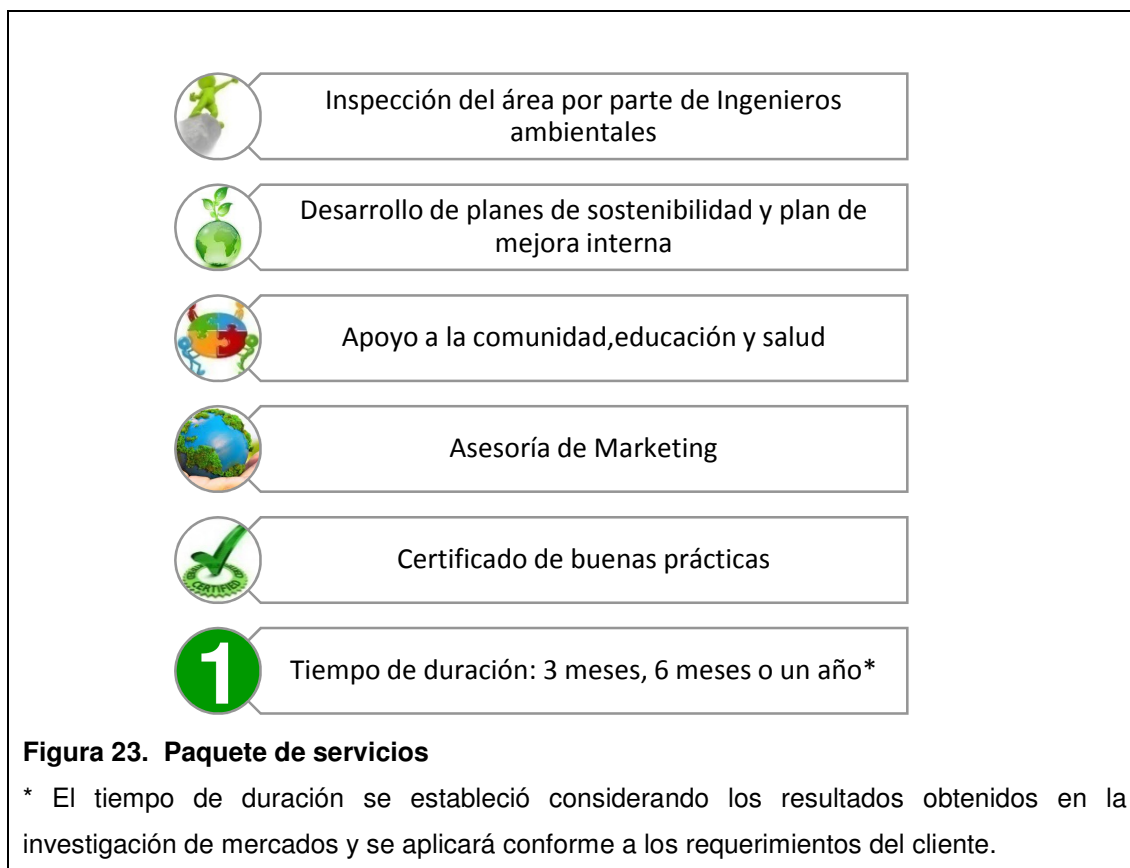 Inspección del área por parte de Ingenieros
ambientales
Desarrollo de planes de sostenibilidad y plan de
mejora interna
Apoyo a la comunidad,educación y salud
Asesoría de Marketing
CERTIFIED
Certificado de buenas prácticas
1
Tiempo de duración: 3 meses, 6 meses o un año*
Figura 23. Paquete de servicios
* El tiempo de duración se estableció considerando los resultados obtenidos en la
investigación de mercados y se aplicará conforme a los requerimientos del cliente.